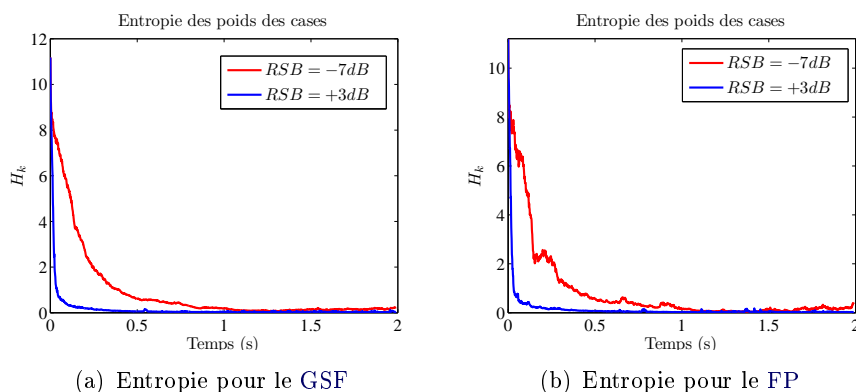 Entropie des poids des cases
12
10
8
6
4
2
0
H_k
RSB = −7dB
RSB = +3dB
0
0.5
1
1.5
2
Temps (s)
(a) Entropie pour le GSF
Entropie des poids des cases
10
8
6
4
2
0
H_k
RSB = −7dB
RSB = +3dB
0
0.5
1
1.5
2
Temps (s)
(b) Entropie pour le FP